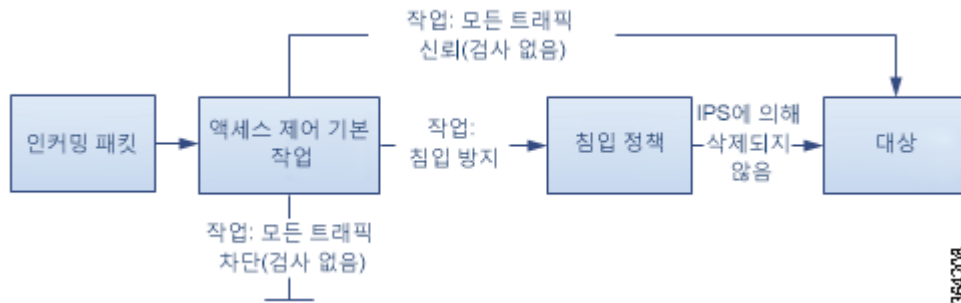 작업: 모든 트래픽
신뢰(검사 없음)
인커밍 패킷
액세스 제어 기본
작업
작업:
침입 방지
침입 정책
IPS에 의해
삭제되지
않음
대상
작업: 모든 트래픽
차단(검사 없음)